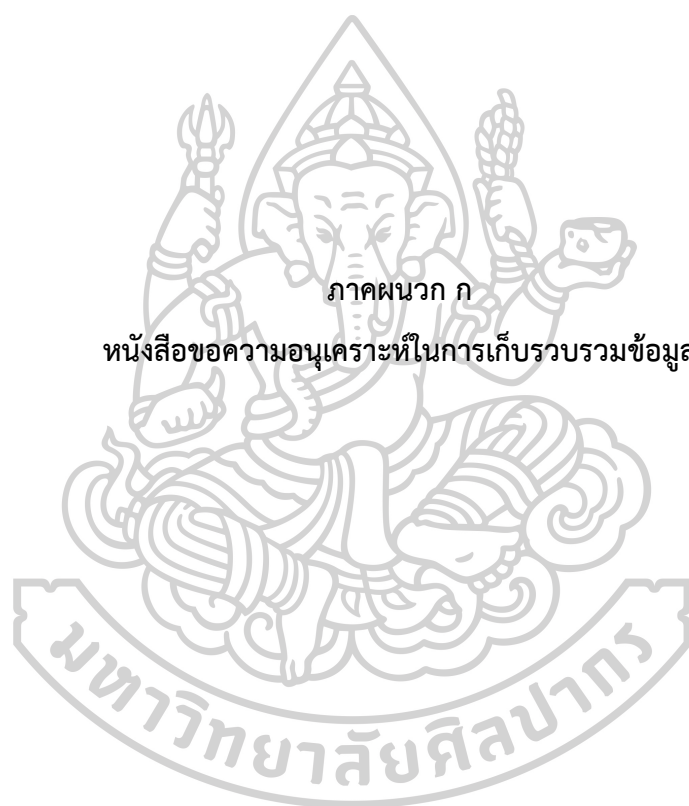 ภาคผนวก ก
หนังสือขอความอนุเคราะห์ในการเก็บรวบรวมข้อมูล
มหาวิทยาลัยศิลปากร